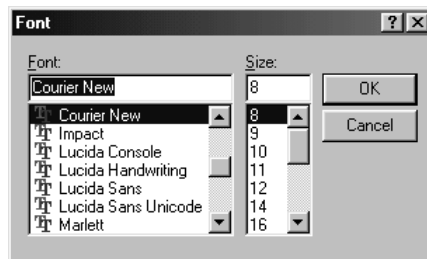 Font
Font:
Size:
Courier New
8
OK
Cancel
Courier New
Impact
Lucida Console
Lucida Handwriting
Lucida Sans
Lucida Sans Unicode
Marlett
8
9
10
11
12
14
16